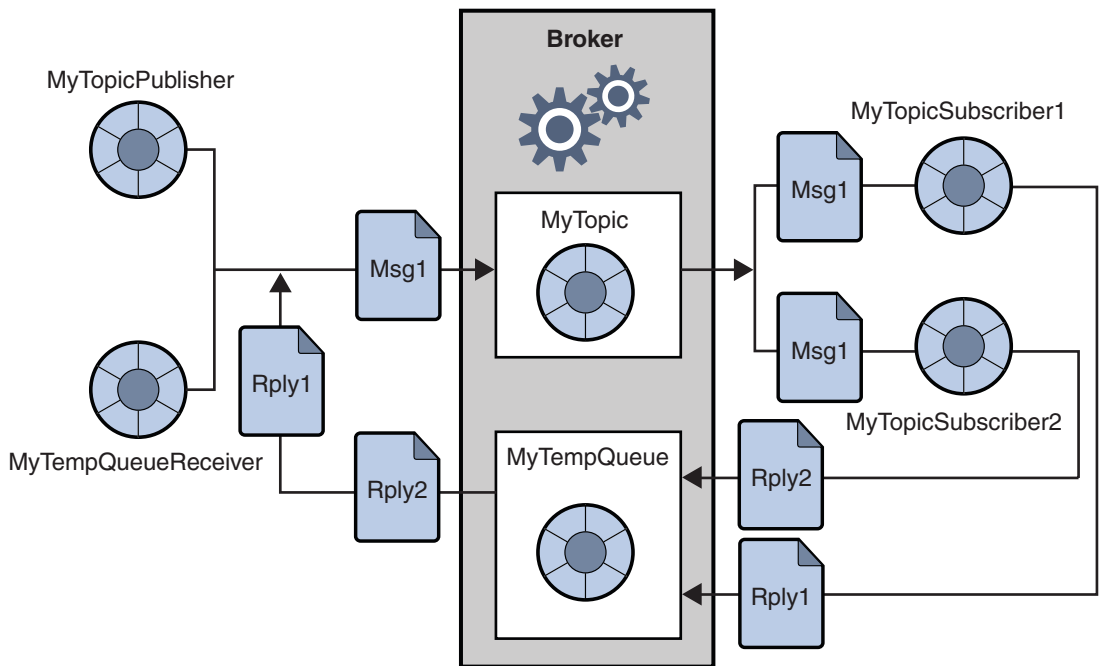 Broker
MyTopicPublisher
MyTopicSubscriber1
Msg1
MyTopic
Msg1
Msg1
Rply1
MyTopicSubscriber2
MyTempQueueReceiver
MyTempQueue
Rply2
Rply2
Rply1